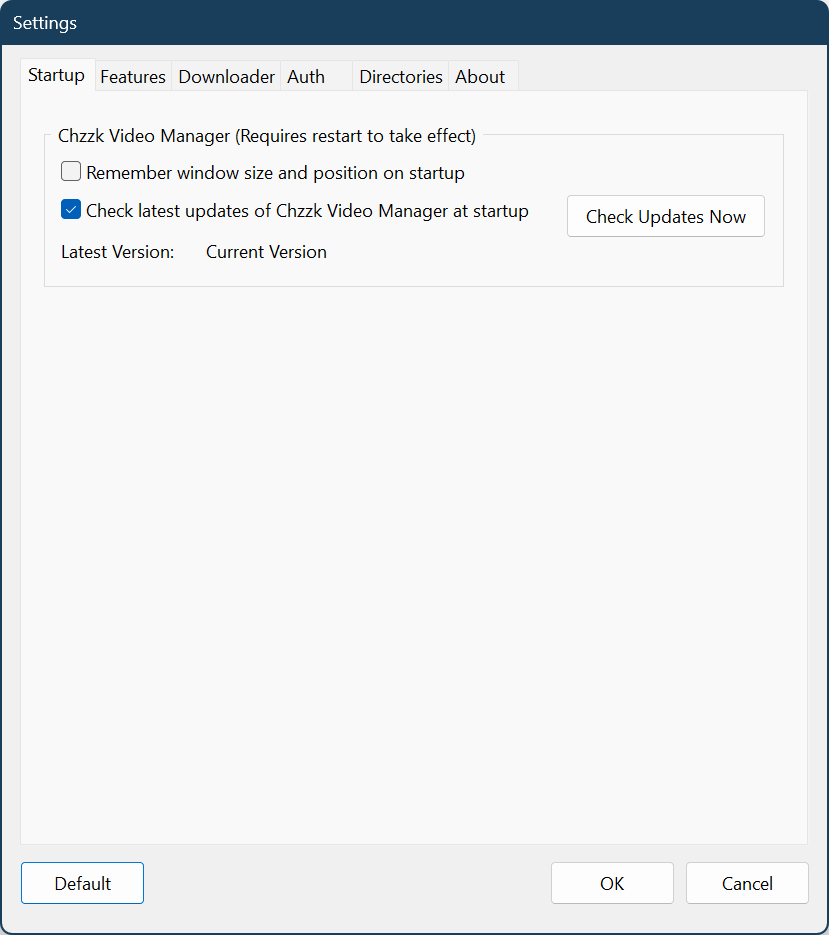 Settings
Startup Features Downloader Auth Directories About
Chzzk Video Manager (Requires restart to take effect)
Remember window size and position on startup
Check latest updates of Chzzk Video Manager at startup
Check Updates Now
Latest Version: Current Version
Default OK Cancel